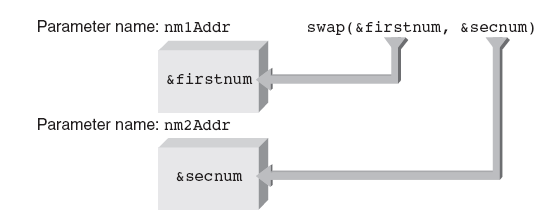 Parameter name: nm1Addr
swap(&firstnum, &secnum)
&firstnum
Parameter name: nm2Addr
&secnum